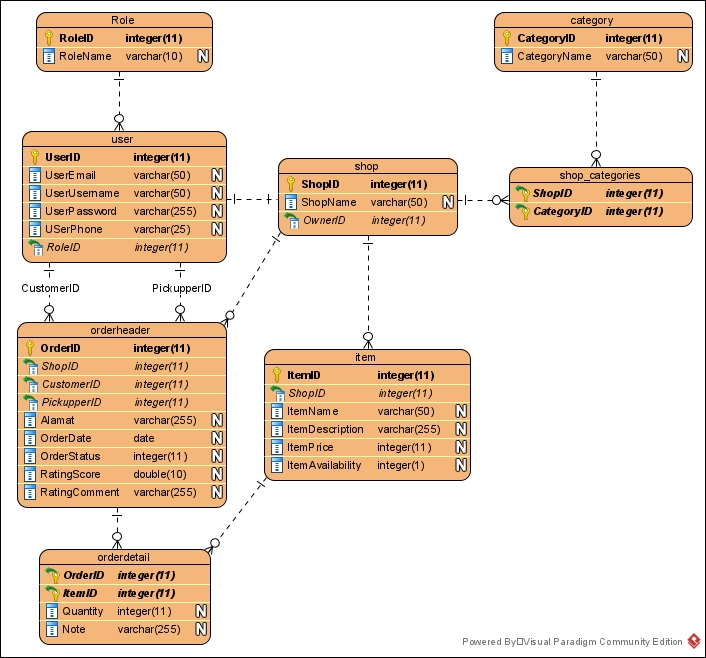 Role
RoleID integer(11)
RoleName varchar(10) N
category
CategoryID integer(11)
CategoryName varchar(50) N
user
UserID integer(11)
UserEmail varchar(50) N
UserUsername varchar(50) N
UserPassword varchar(255) N
USerPhone varchar(25) N
RoleID integer(11)
shop
ShopID integer(11)
ShopName varchar(50) N
OwnerID integer(11)
shop_categories
ShopID integer(11)
CategoryID integer(11)
CustomerID
PickupperID
orderheader
OrderID integer(11)
ShopID integer(11)
CustomerID integer(11)
PickupperID integer(11)
Alamat varchar(255) N
OrderDate date N
OrderStatus integer(11) N
RatingScore double(10) N
RatingComment varchar(255) N
item
ItemID integer(11)
ShopID integer(11)
ItemName varchar(50) N
ItemDescription varchar(255) N
ItemPrice integer(11) N
ItemAvailability integer(1) N
orderdetail
OrderID integer(11)
ItemID integer(11)
Quantity integer(11) N
Note varchar(255) N
Powered By Visual Paradigm Community Edition